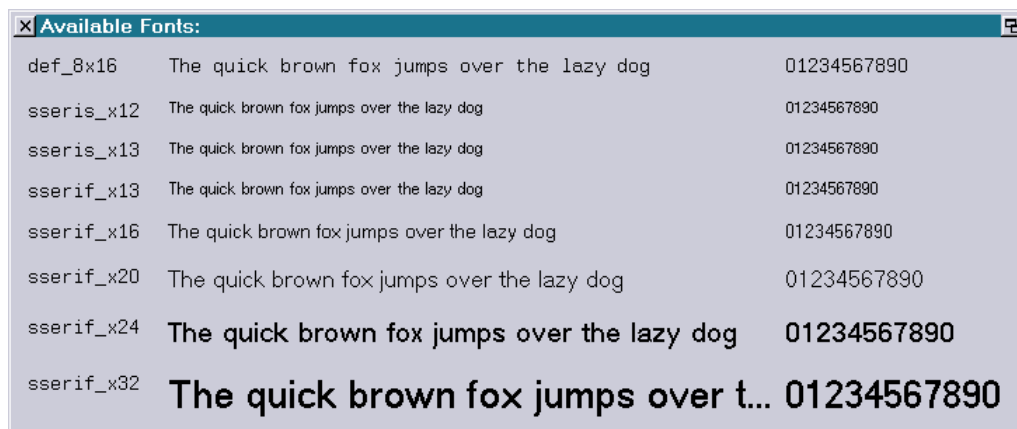 Available Fonts:
def_8x16 The quick brown fox jumps over the lazy dog 01234567890
sseris_x12 The quick brown fox jumps over the lazy dog 01234567890
sseris_x13 The quick brown fox jumps over the lazy dog 01234567890
sserif_x13 The quick brown fox jumps over the lazy dog 01234567890
sserif_x16 The quick brown fox jumps over the lazy dog 01234567890
sserif_x20 The quick brown fox jumps over the lazy dog 01234567890
sserif_x24 The quick brown fox jumps over the lazy dog 01234567890
sserif_x32 The quick brown fox jumps over t... 01234567890